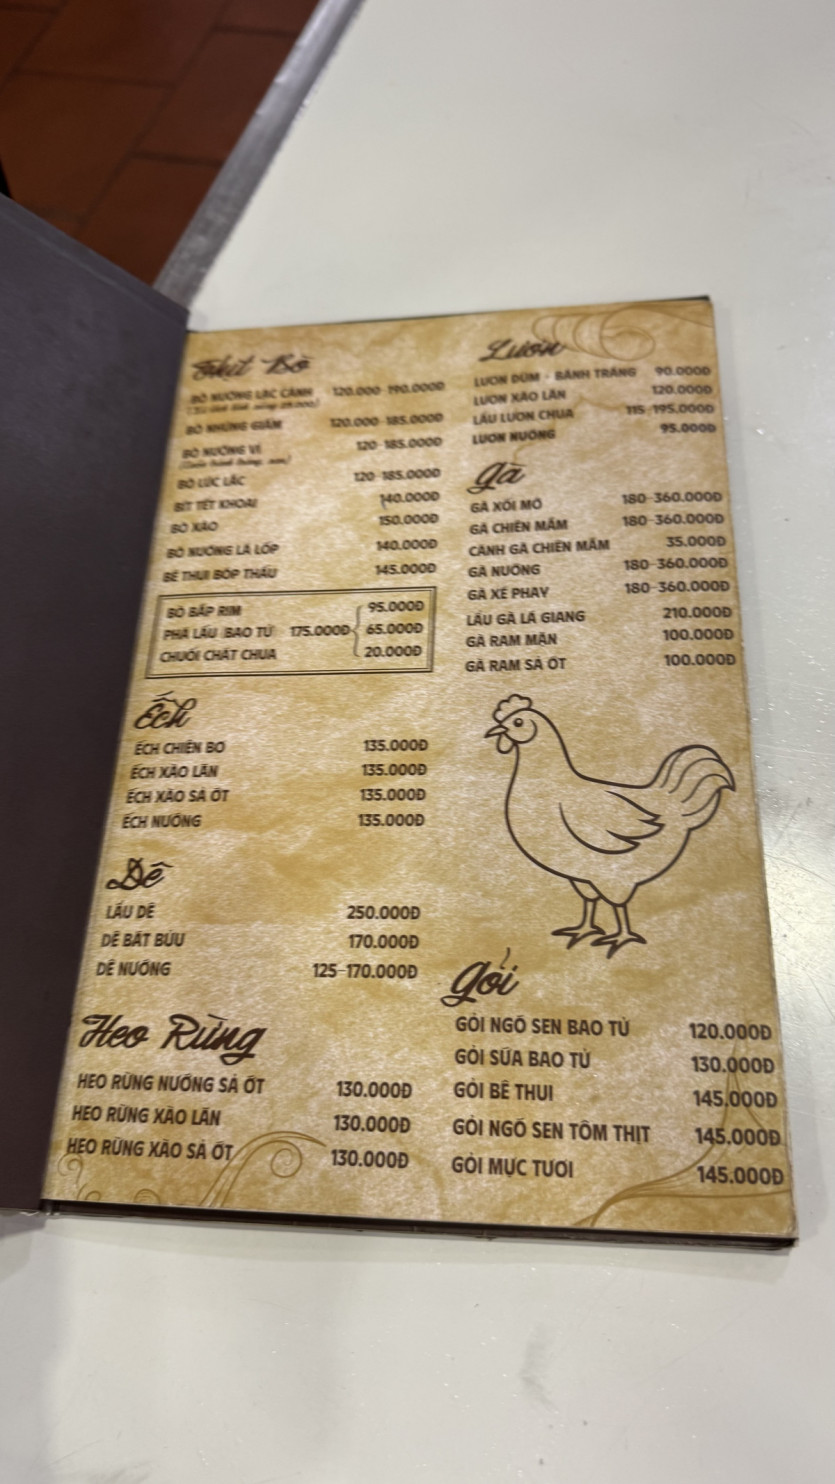 Thịt Bò
BÒ NƯỚNG LẠC CẢNH 120.000-190.000Đ
BÒ NHÚNG GIẤM 120.000-185.000Đ
BÒ NƯỚNG VỈ 120-185.000Đ
BÒ LÚC LẮC 120-185.000Đ
BÍT TẾT KHOAI 140.000Đ
BÒ XÀO 150.000Đ
BÒ NƯỚNG LÁ LỐP 140.000Đ
BÊ THUI BÓP THẤU 145.000Đ
BÒ BẮP RIM 95.000Đ
PHÁ LẤU BAO TỬ 175.000Đ 65.000Đ
CHUỐI CHÁT CHUA 20.000Đ
Ếch
ẾCH CHIÊN BƠ 135.000Đ
ẾCH XÀO LĂN 135.000Đ
ẾCH XÀO SẢ ỚT 135.000Đ
ẾCH NƯỚNG 135.000Đ
Dê
LẨU DÊ 250.000Đ
DÊ BÁT BỬU 170.000Đ
DÊ NƯỚNG 125-170.000Đ
Heo Rừng
HEO RỪNG NƯỚNG SẢ ỚT 130.000Đ
HEO RỪNG XÀO LĂN 130.000Đ
HEO RỪNG XÀO SẢ ỚT 130.000Đ
Lươn
LƯƠN ÙM - BÁNH TRÁNG 90.000Đ
LƯƠN XÀO LĂN 120.000Đ
LẨU LƯƠN CHUA 115-195.000Đ
LƯƠN NƯỚNG 95.000Đ
Gà
GÀ XỐI MỠ 180-360.000Đ
GÀ CHIÊN MẮM 180-360.000Đ
CÁNH GÀ CHIÊN MẮM 35.000Đ
GÀ NƯỚNG 180-360.000Đ
GÀ XÉ PHAY 180-360.000Đ
LẨU GÀ LÁ GIANG 210.000Đ
GÀ RAM MẶN 100.000Đ
GÀ RAM SẢ ỚT 100.000Đ
Gỏi
GỎI NGÓ SEN BAO TỬ 120.000Đ
GỎI SỨA BAO TỬ 130.000Đ
GỎI BÊ THUI 145.000Đ
GỎI NGÓ SEN TÔM THỊT 145.000Đ
GỎI MỰC TƯƠI 145.000Đ